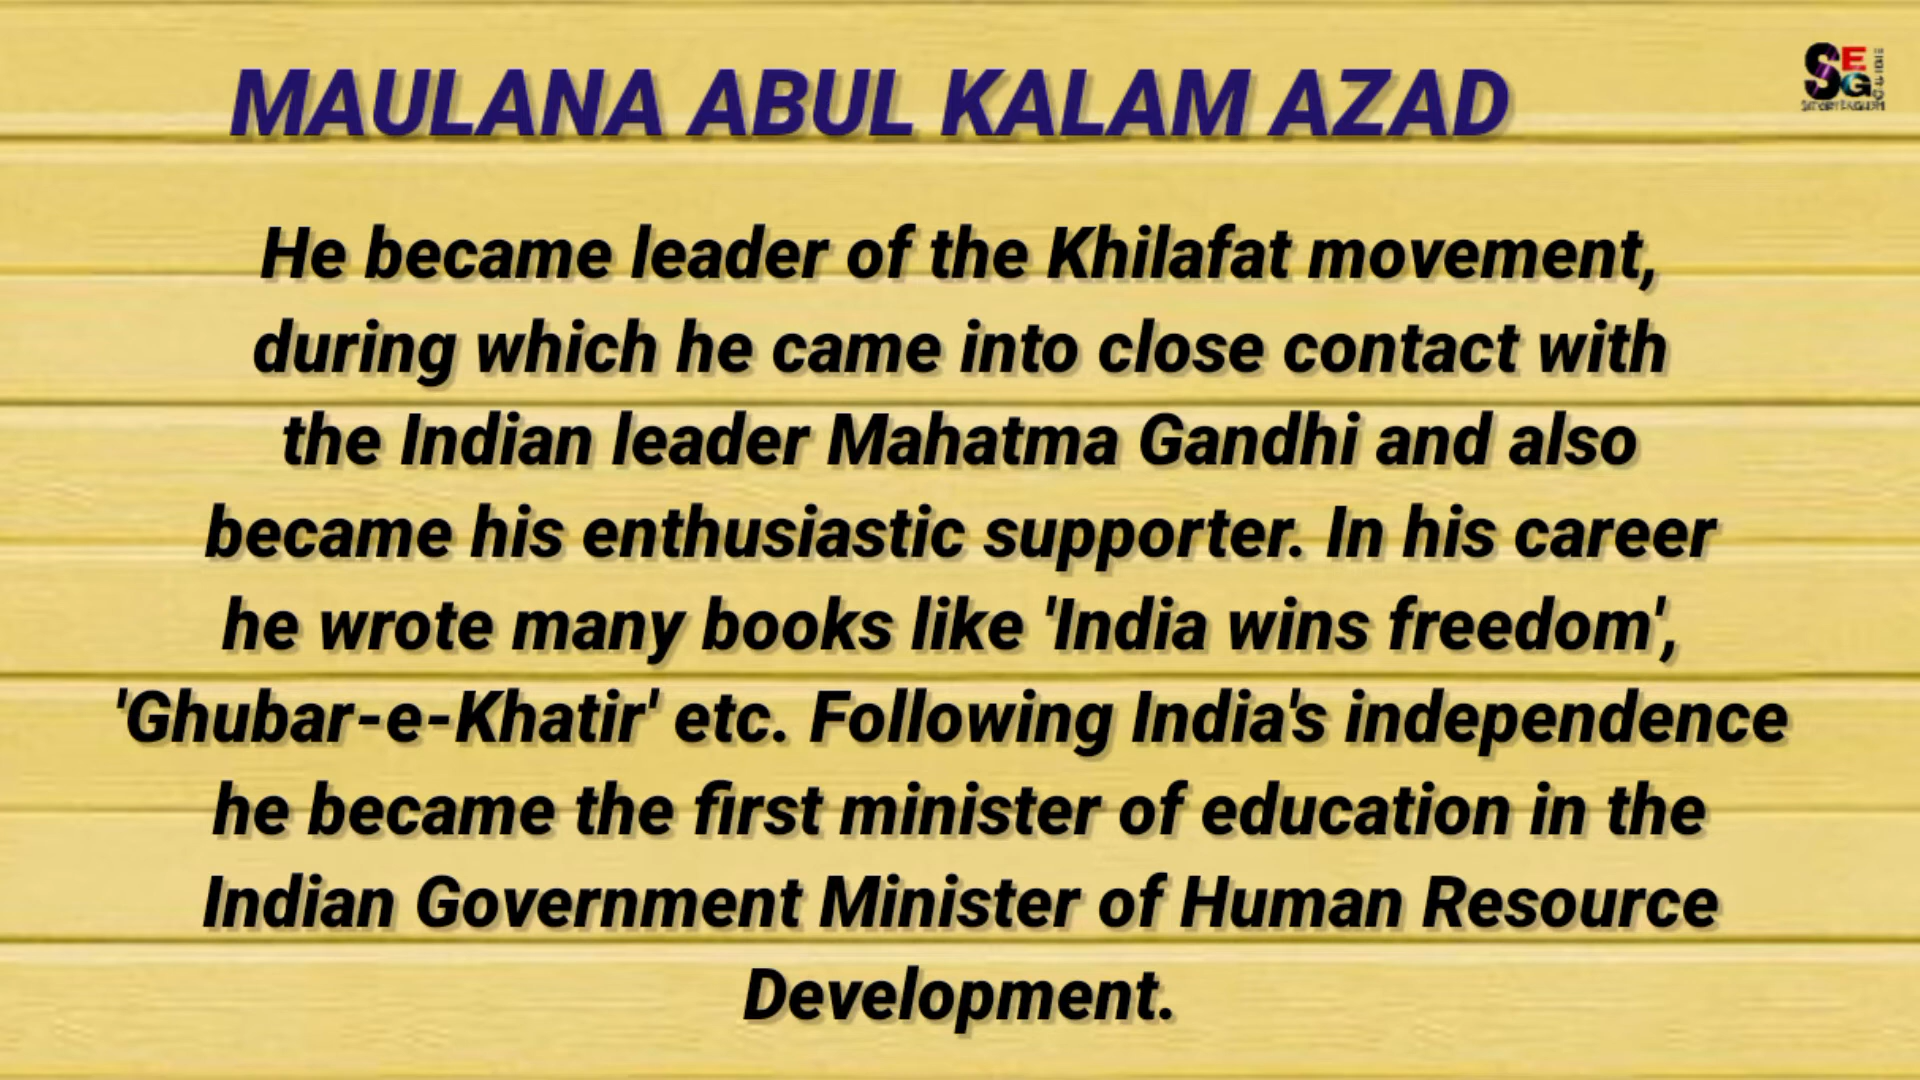 MAULANA ABUL KALAM AZAD
SEG
He became leader of the Khilafat movement,
during which he came into close contact with
the Indian leader Mahatma Gandhi and also
became his enthusiastic supporter. In his career
he wrote many books like 'India wins freedom',
'Ghubar-e-Khatir' etc. Following India's independence
he became the first minister of education in the
Indian Government Minister of Human Resource
Development.